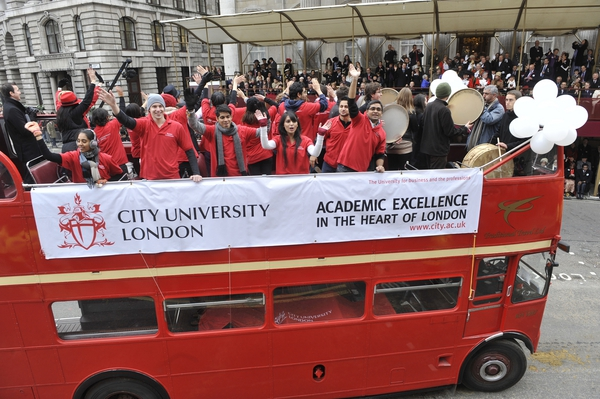 The University for business and the profession
CITY UNIVERSITY
LONDON
ACADEMIC EXCELLENCE
IN THE HEART OF LONDON
www.city.ac.uk